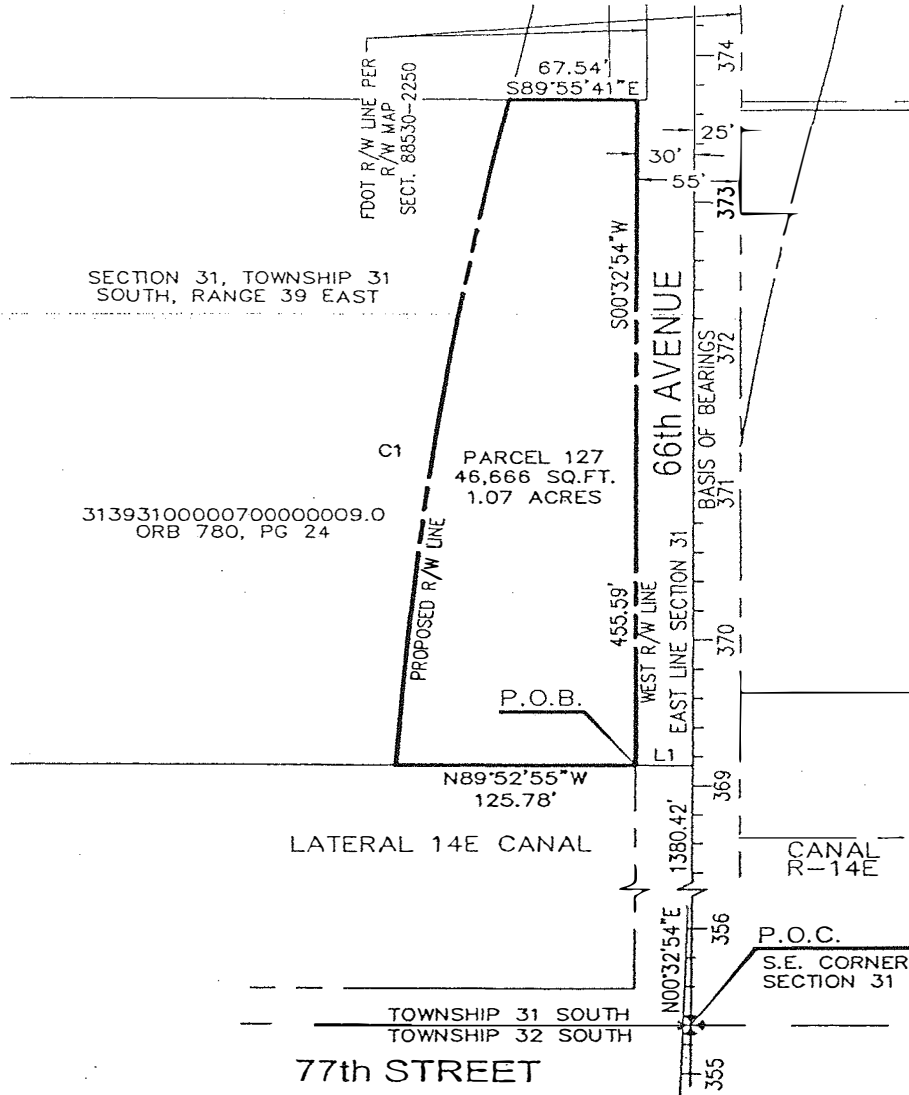 FDOT R/W LINE PER
R/W MAP
SECT. 88530-2250
67.54'
S89°55'41"E
374
25'
30'
55'
373
SECTION 31, TOWNSHIP 31
SOUTH, RANGE 39 EAST
S00°32'54"W
66th AVENUE
BASIS OF BEARINGS
372
C1
PARCEL 127
46,666 SQ.FT.
1.07 ACRES
371
31393100000700000009.0
ORB 780, PG 24
PROPOSED R/W LINE
455.59'
WEST R/W LINE
EAST LINE SECTION 31
370
P.O.B.
L1
N89°52'55"W
125.78'
369
LATERAL 14E CANAL
1380.42'
CANAL
R-14E
N00°32'54"E
356
P.O.C.
S.E. CORNER
SECTION 31
TOWNSHIP 31 SOUTH
TOWNSHIP 32 SOUTH
77th STREET
355